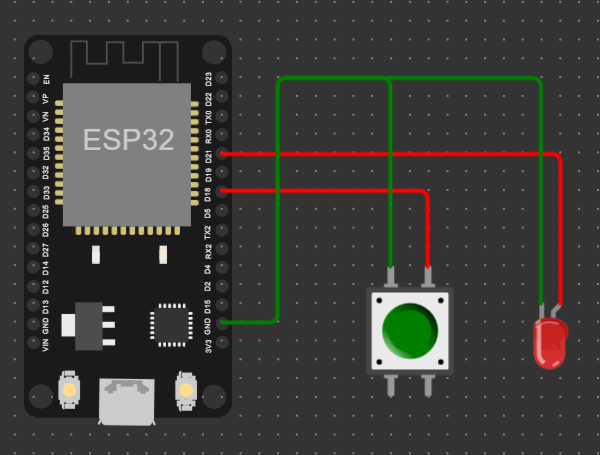 EN
VP
VN
D34
D35
D32
D33
D25
D26
D27
D14
D12
D13
GND
VIN
ESP32
D23
D22
TX0
RX0
D21
D19
D18
D5
TX2
RX2
D4
D2
D15
GND
3V3